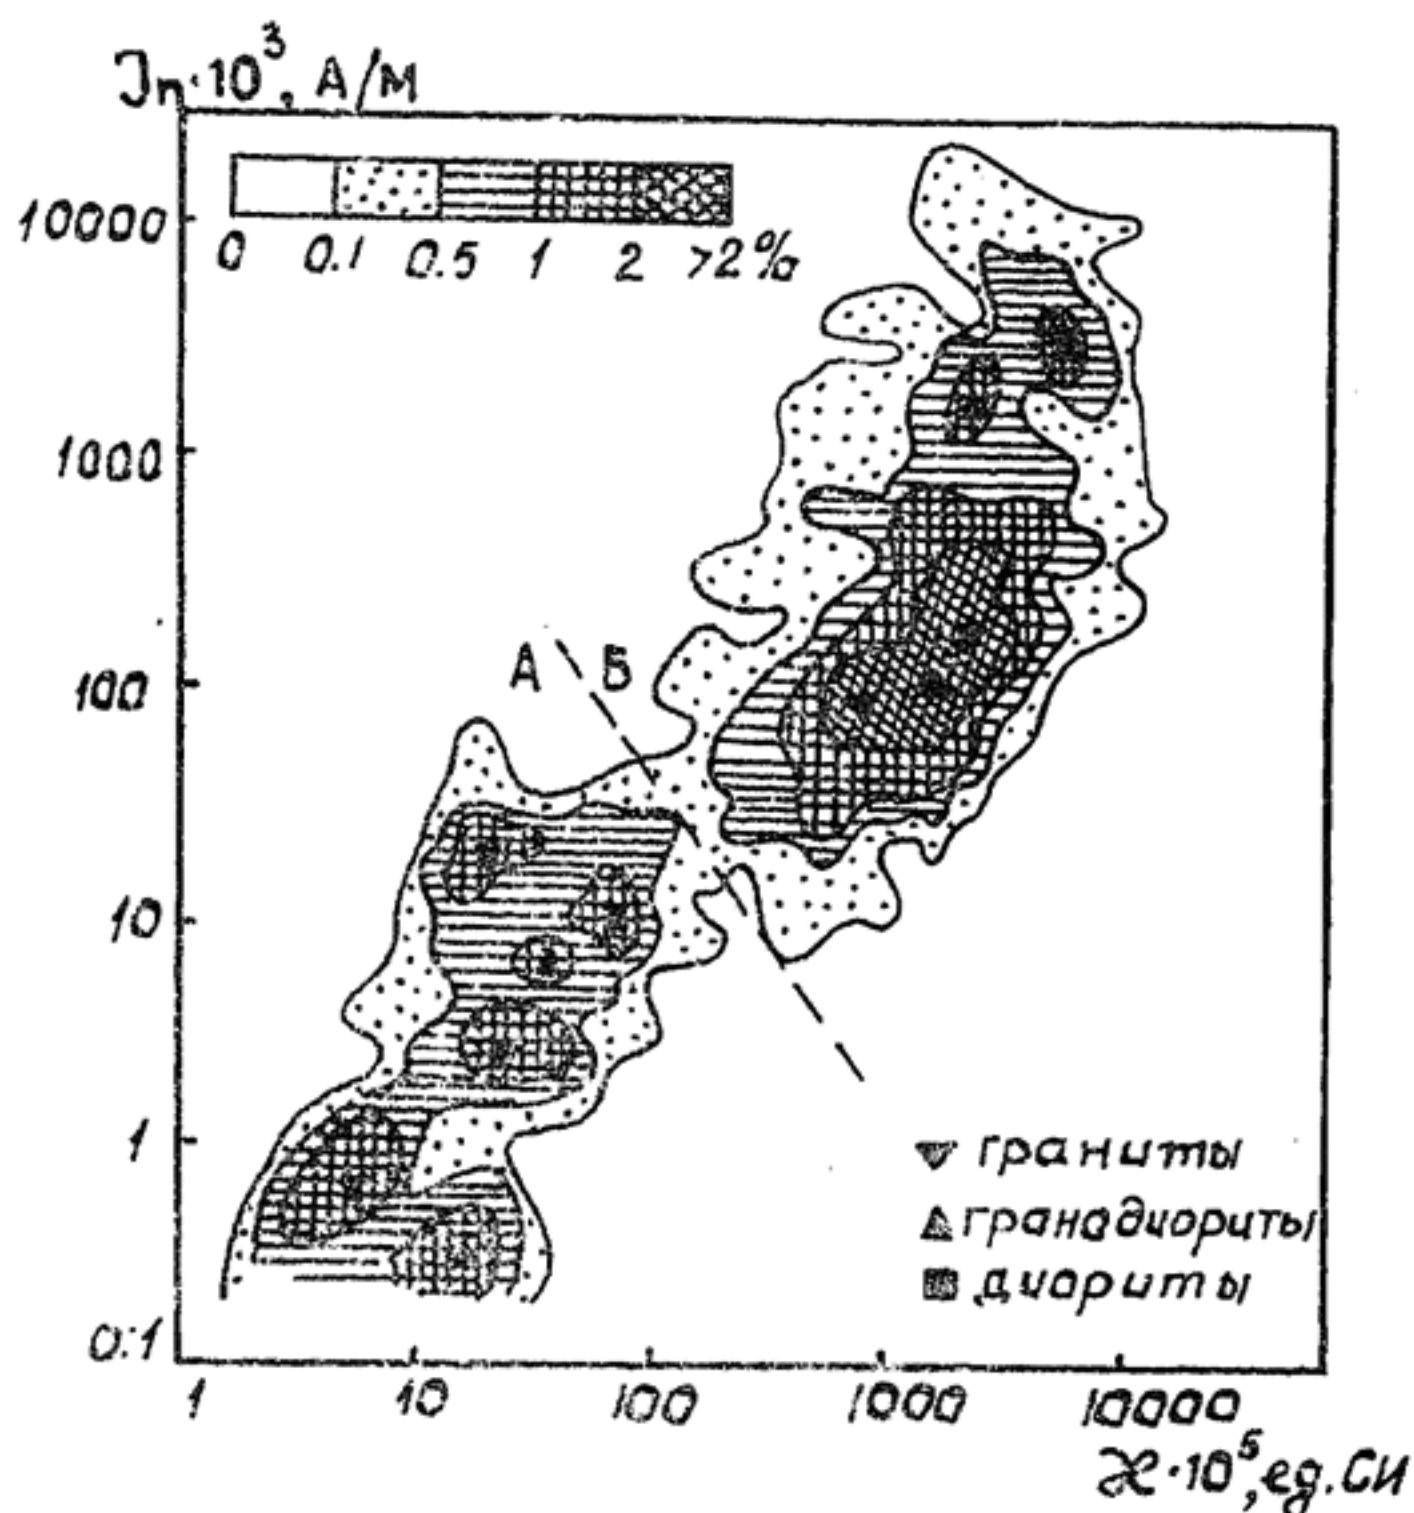 Jn·10³, А/м
10000
0 0.1 0.5 1 2 >2%
1000
А Б
100
10
1
граниты
гранадиориты
диориты
0.1
1 10 100 1000 10000
æ·10⁵, ед. СИ